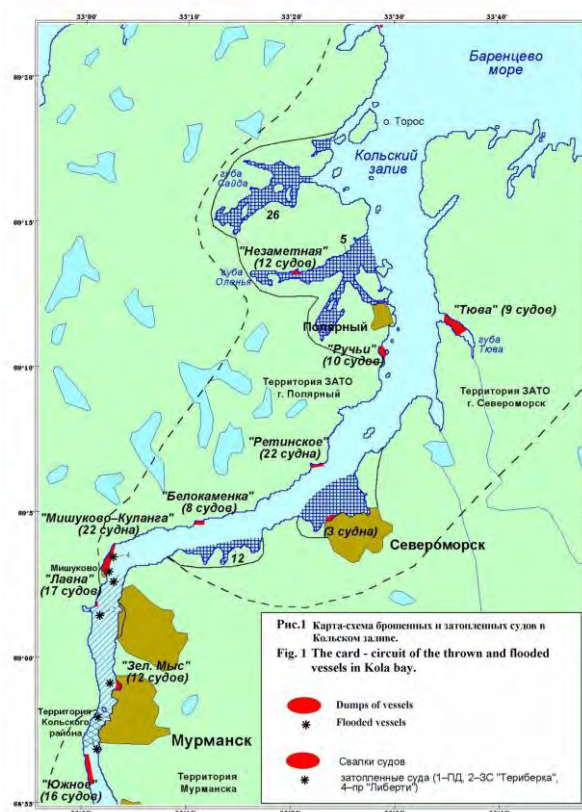 33°00'
33°20'
33°30'
33°40'
69°20'
Баренцево
море
о. Торос
Кольский
залив
губа
Сайда
69°15'
26
5
"Незаметная"
(12 судов)
губа
Оленья
"Тюва" (9 судов)
Полярный
губа
Тюва
"Ручьи"
(10 судов)
69°10'
Территория ЗАТО
г. Полярный
Территория ЗАТО
г. Североморск
"Ретинское"
(22 судна)
"Белокаменка"
(8 судов)
69°5'
"Мишуково–Куланга"
(22 судна)
(3 судна)
Североморск
12
Мишуково
"Лавна"
(17 судов)
Рис.1 Карта-схема брошенных и затопленных судов в
Кольском заливе.
Fig. 1 The card - circuit of the thrown and flooded
vessels in Kola bay.
69°00'
"Зел. Мыс"
(12 судов)
Dumps of vessels
Flooded vessels
Территория
Кольского
района
Мурманск
Свалки судов
затопленные суда (1–ПД, 2–ЗС "Териберка",
4–пр "Либерти")
"Южное"
(16 судов)
Территория
Мурманска